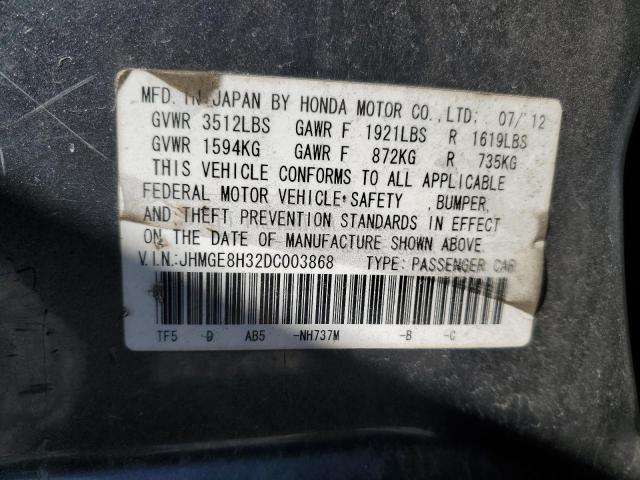 MFD. IN JAPAN BY HONDA MOTOR CO.,LTD. 07/'12
GVWR 3512LBS GAWR F 1921LBS R 1619LBS
GVWR 1594KG GAWR F 872KG R 735KG
THIS VEHICLE CONFORMS TO ALL APPLICABLE
FEDERAL MOTOR VEHICLE SAFETY ,BUMPER,
AND THEFT PREVENTION STANDARDS IN EFFECT
ON THE DATE OF MANUFACTURE SHOWN ABOVE.
V.I.N.:JHMGE8H32DC003868 TYPE: PASSENGER CAR
TF5 -D AB5 -NH737M -B -C